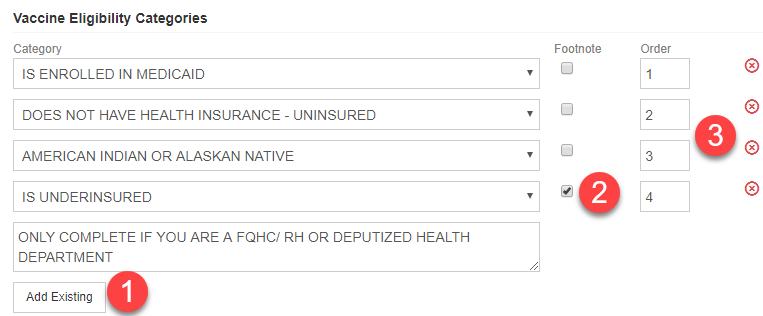 Vaccine Eligibility Categories
Category Footnote Order
IS ENROLLED IN MEDICAID 1
DOES NOT HAVE HEALTH INSURANCE - UNINSURED 2
3
AMERICAN INDIAN OR ALASKAN NATIVE 3
IS UNDERINSURED 2 4
ONLY COMPLETE IF YOU ARE A FQHC/ RH OR DEPUTIZED HEALTH
DEPARTMENT
Add Existing 1